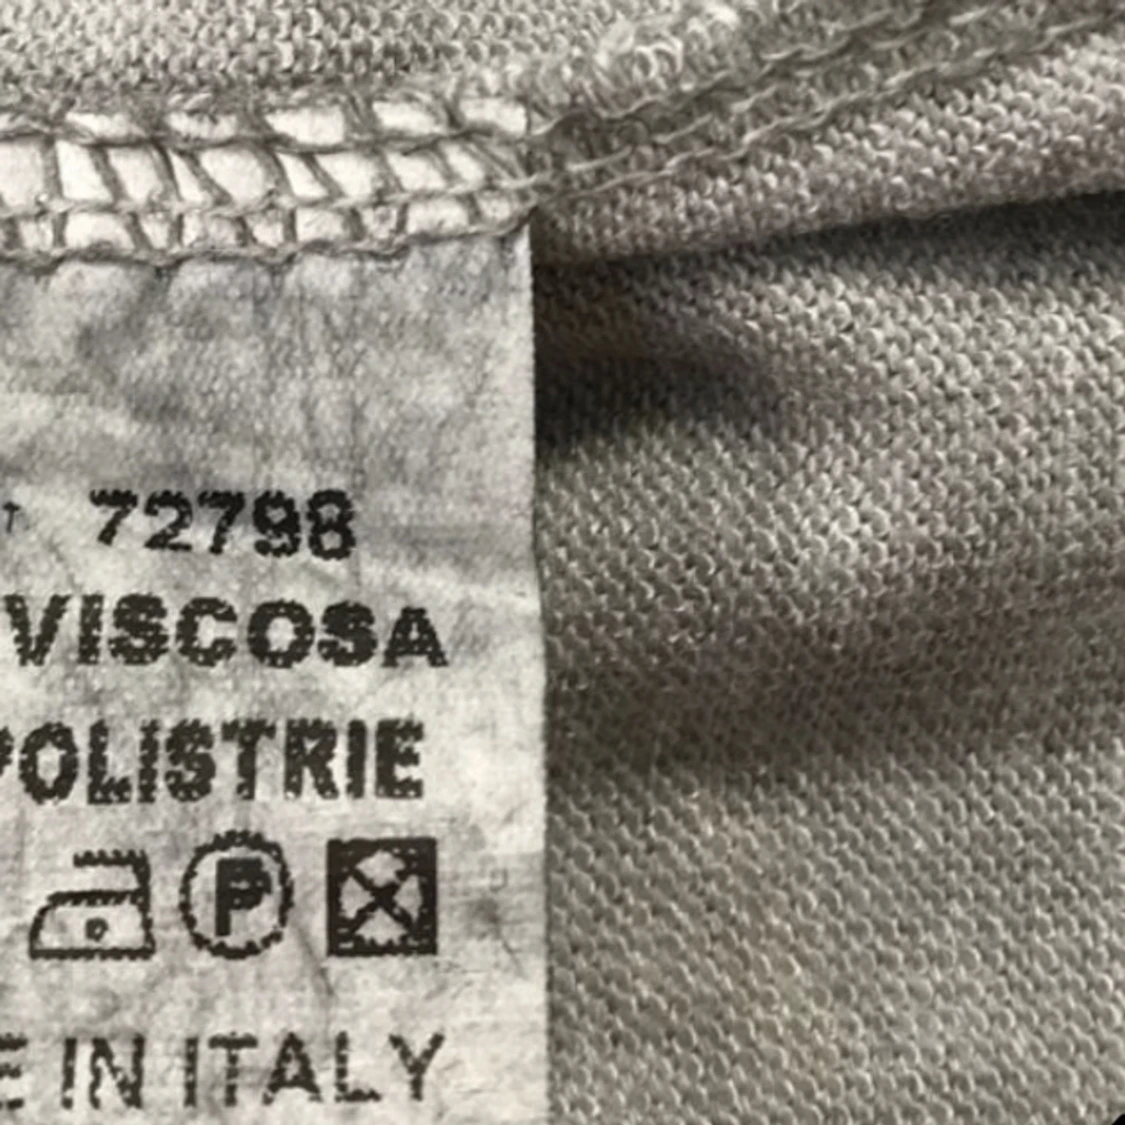 72798
VISCOSA
POLISTRIE
P
E IN ITALY